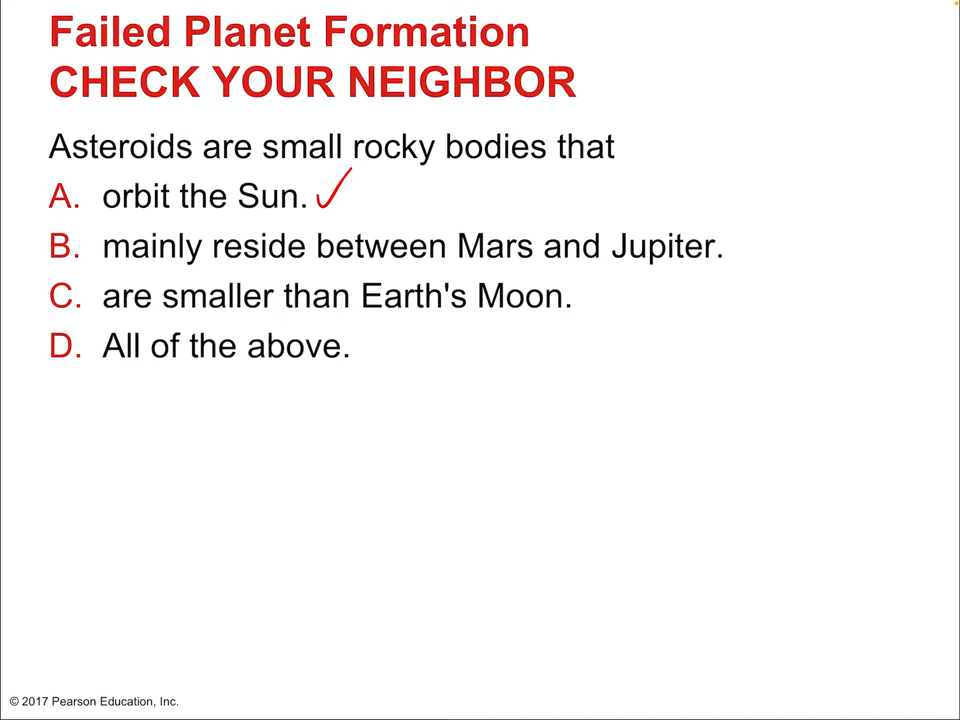 Failed Planet Formation
CHECK YOUR NEIGHBOR
Asteroids are small rocky bodies that
A. orbit the Sun.
B. mainly reside between Mars and Jupiter.
C. are smaller than Earth's Moon.
D. All of the above.
© 2017 Pearson Education, Inc.